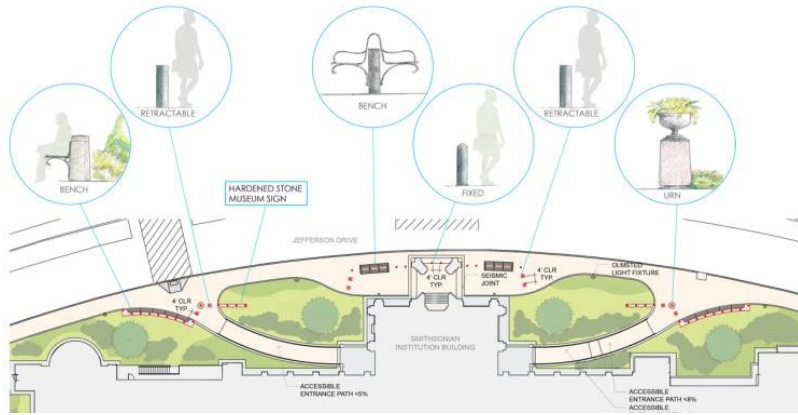 RETRACTABLE
BENCH
RETRACTABLE
BENCH
FIXED
URN
HARDENED STONE
MUSEUM SIGN
JEFFERSON DRIVE
4' CLR
TYP.
4' CLR
TYP.
SEISMIC
JOINT
4' CLR
TYP.
OLMSTED
LIGHT FIXTURE
SMITHSONIAN
INSTITUTION BUILDING
ACCESSIBLE
ENTRANCE PATH <5%
ACCESSIBLE
ENTRANCE PATH <8%
ACCESSIBLE